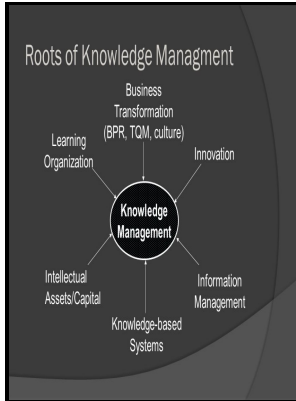 Roots of Knowledge Managment
Business
Transformation
(BPR, TQM, culture)
Learning
Organization
Innovation
Knowledge
Management
Intellectual
Assets/Capital
Information
Management
Knowledge-based
Systems